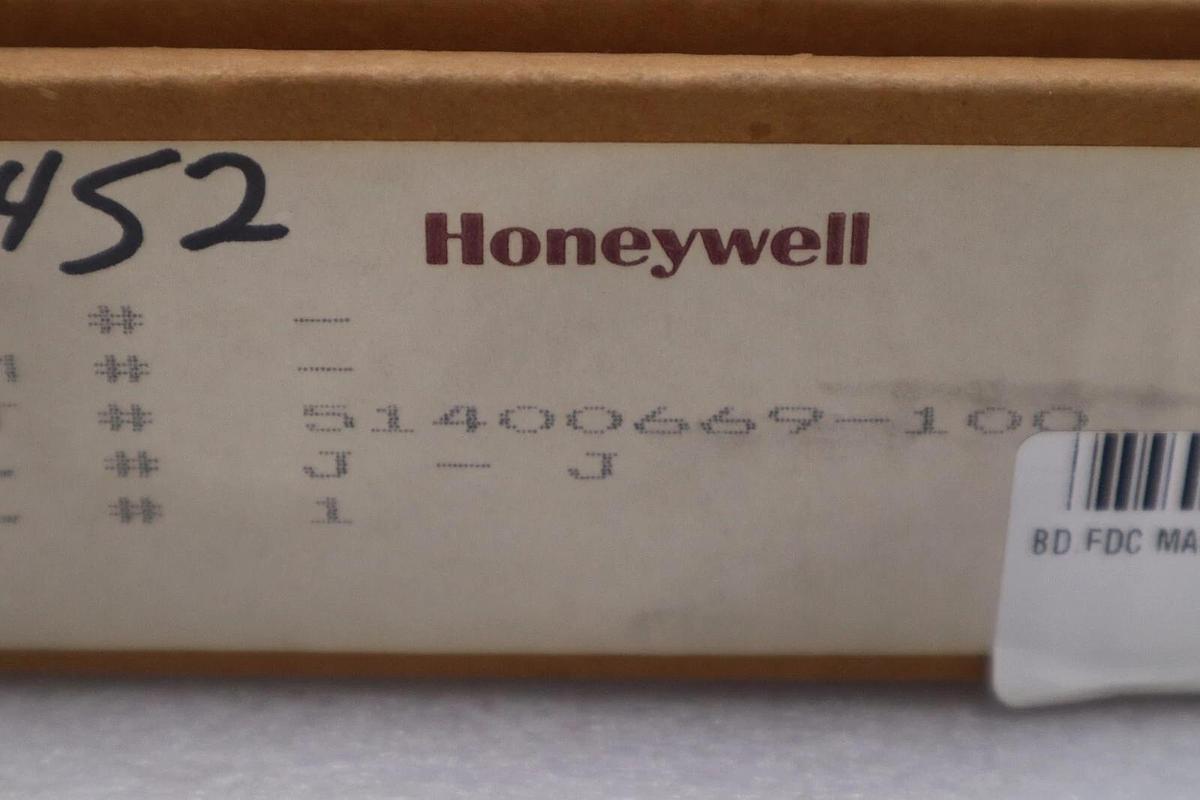 452
Honeywell
# —
# —
# 51400669-100
# J — J
# 1
BD FDC MA